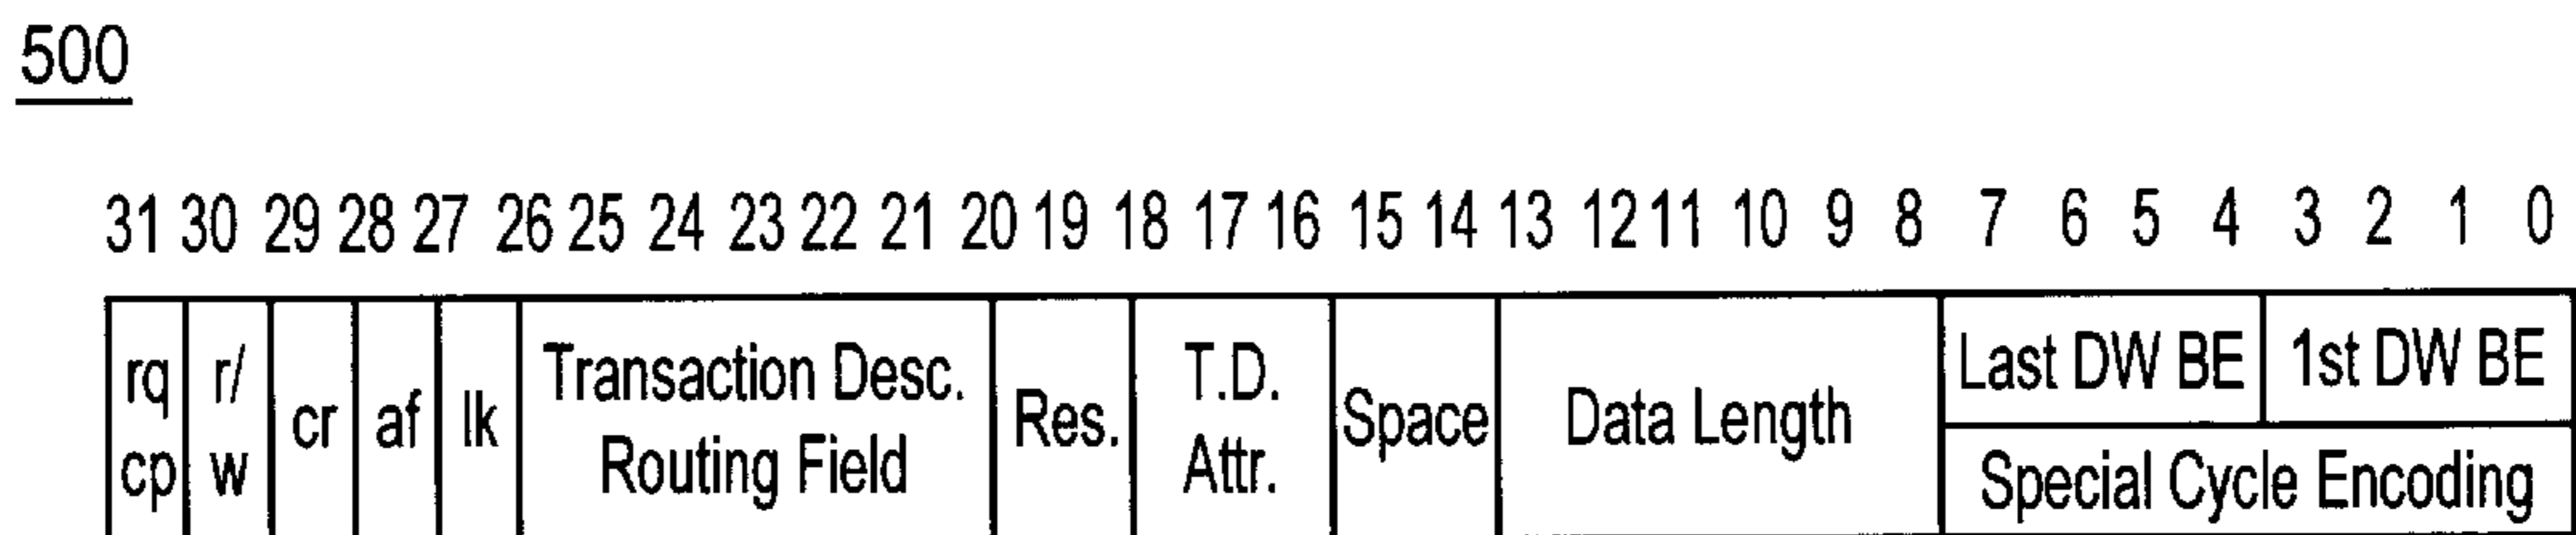 500
31 30 29 28 27 26 25 24 23 22 21 20 19 18 17 16 15 14 13 12 11 10 9 8 7 6 5 4 3 2 1 0
rq
cp
r/
w
cr
af
lk
Transaction Desc.
Routing Field
Res.
T.D.
Attr.
Space
Data Length
Last DW BE
1st DW BE
Special Cycle Encoding